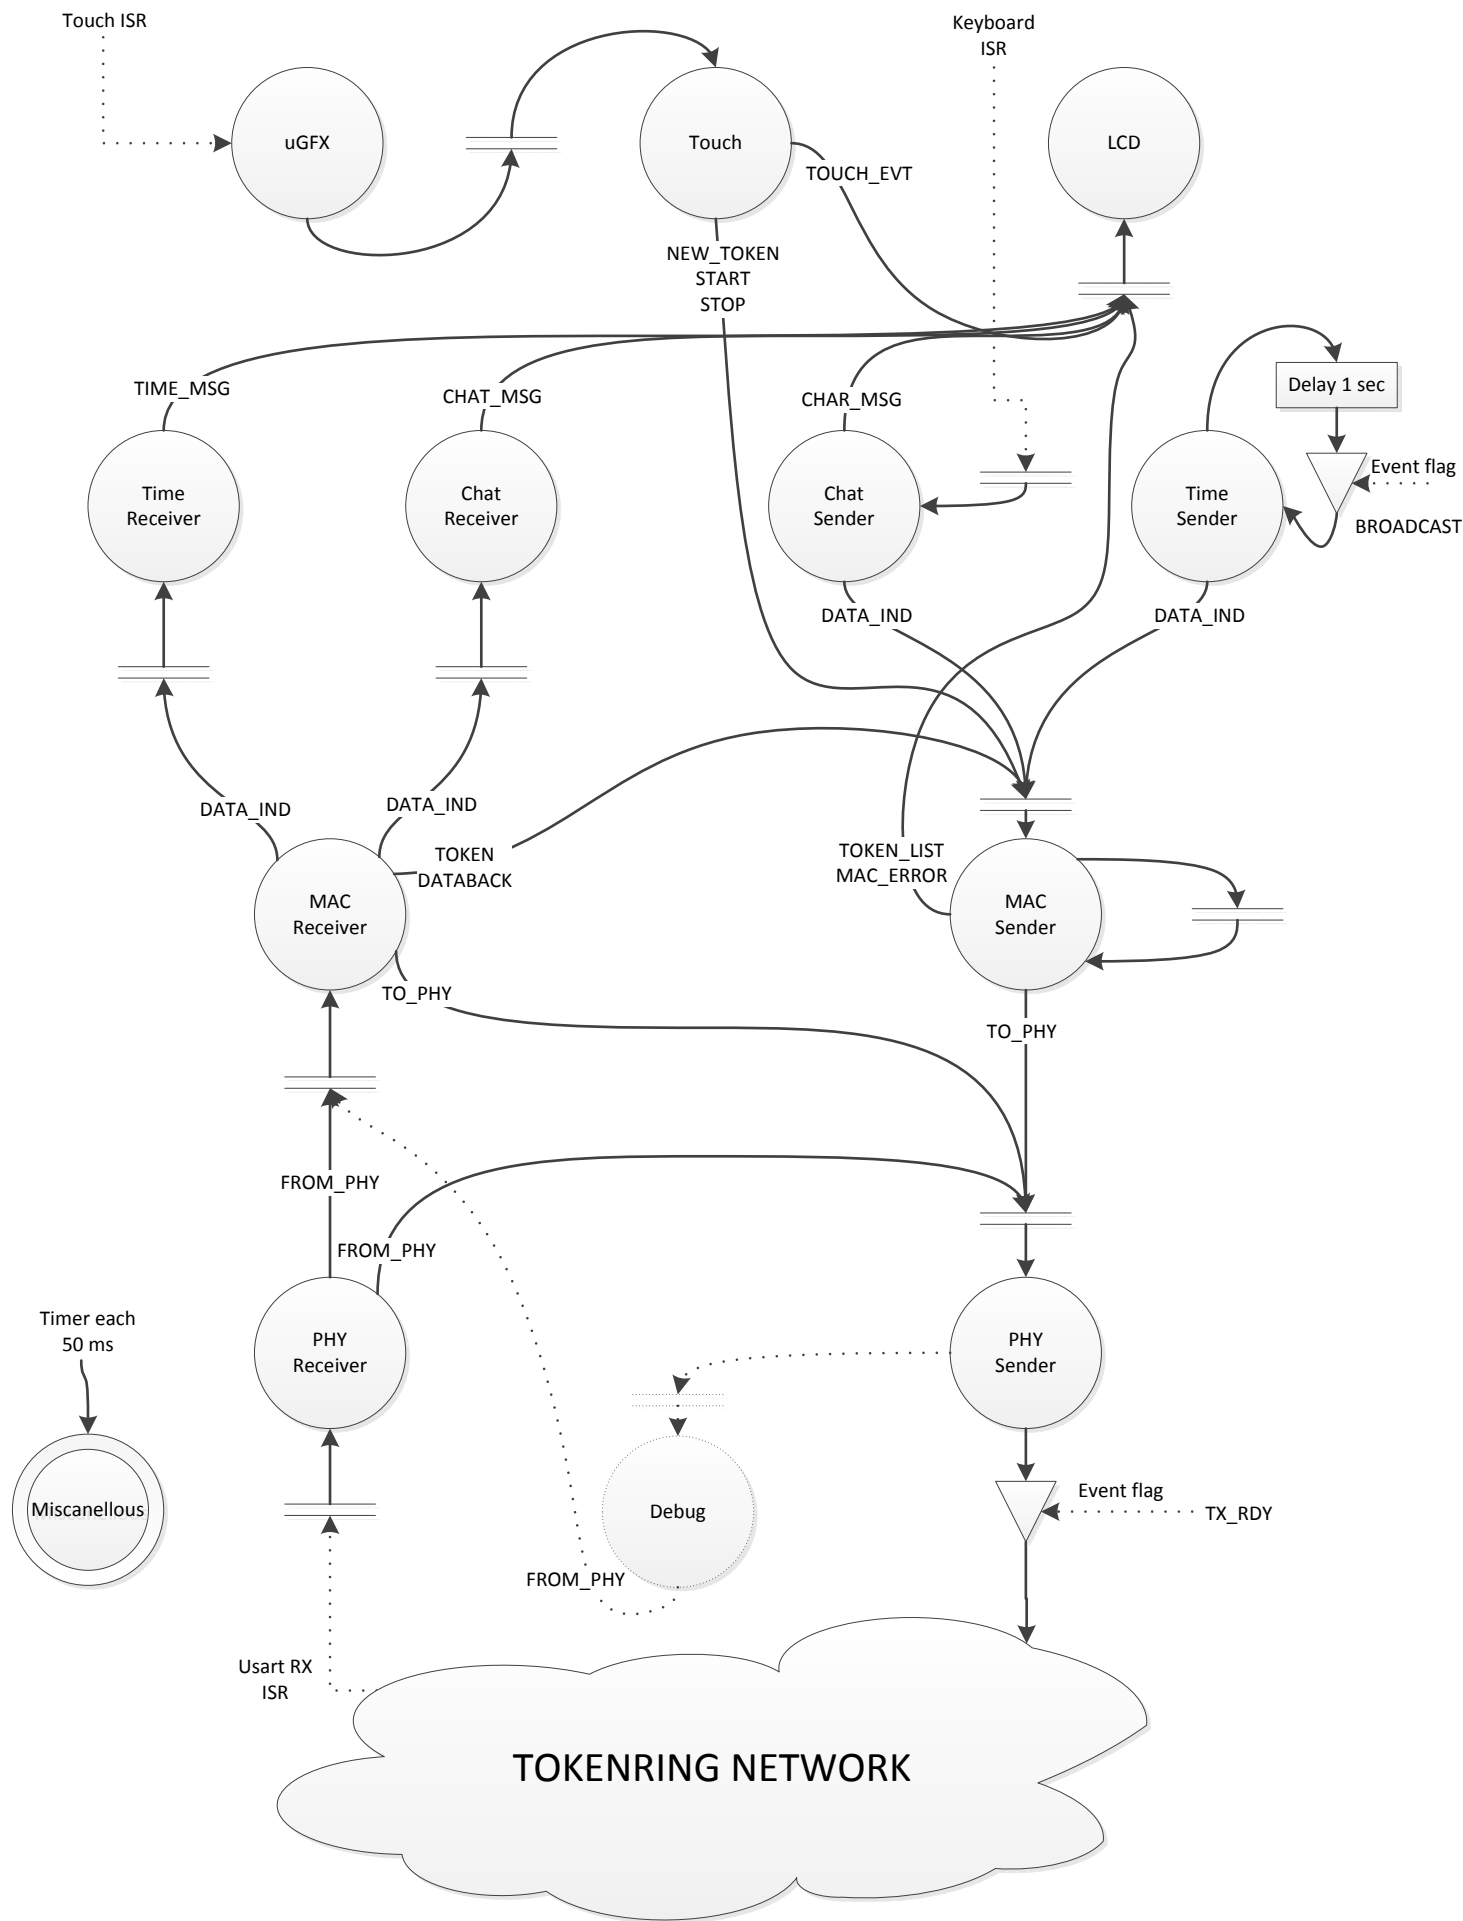 Touch ISR
Keyboard
ISR
uGFX
Touch
LCD
TOUCH_EVT
NEW_TOKEN
START
STOP
TIME_MSG
CHAT_MSG
CHAR_MSG
Delay 1 sec
Event flag
BROADCAST
Time
Receiver
Chat
Receiver
Chat
Sender
Time
Sender
DATA_IND
DATA_IND
DATA_IND
DATA_IND
TOKEN
DATABACK
TOKEN_LIST
MAC_ERROR
MAC
Receiver
MAC
Sender
TO_PHY
TO_PHY
FROM_PHY
FROM_PHY
Timer each
50 ms
PHY
Receiver
PHY
Sender
Miscanellous
Debug
Event flag
TX_RDY
FROM_PHY
Usart RX
ISR
TOKENRING NETWORK